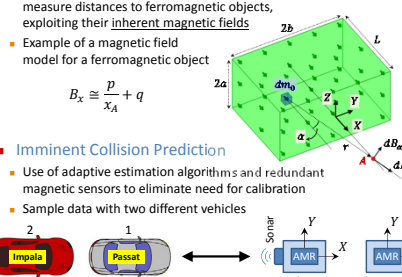 measure distances to ferromagnetic objects,
exploiting their inherent magnetic fields
Example of a magnetic field
model for a ferromagnetic object
B_x ≅ p/x_A + q
2b
L
2a
dm_0
Z
Y
X
α
r
A
Imminent Collision Prediction
Use of adaptive estimation algorithms and redundant
magnetic sensors to eliminate need for calibration
Sample data with two different vehicles
2
1
Impala
Passat
Sonar
Y
AMR
X
Y
AMR